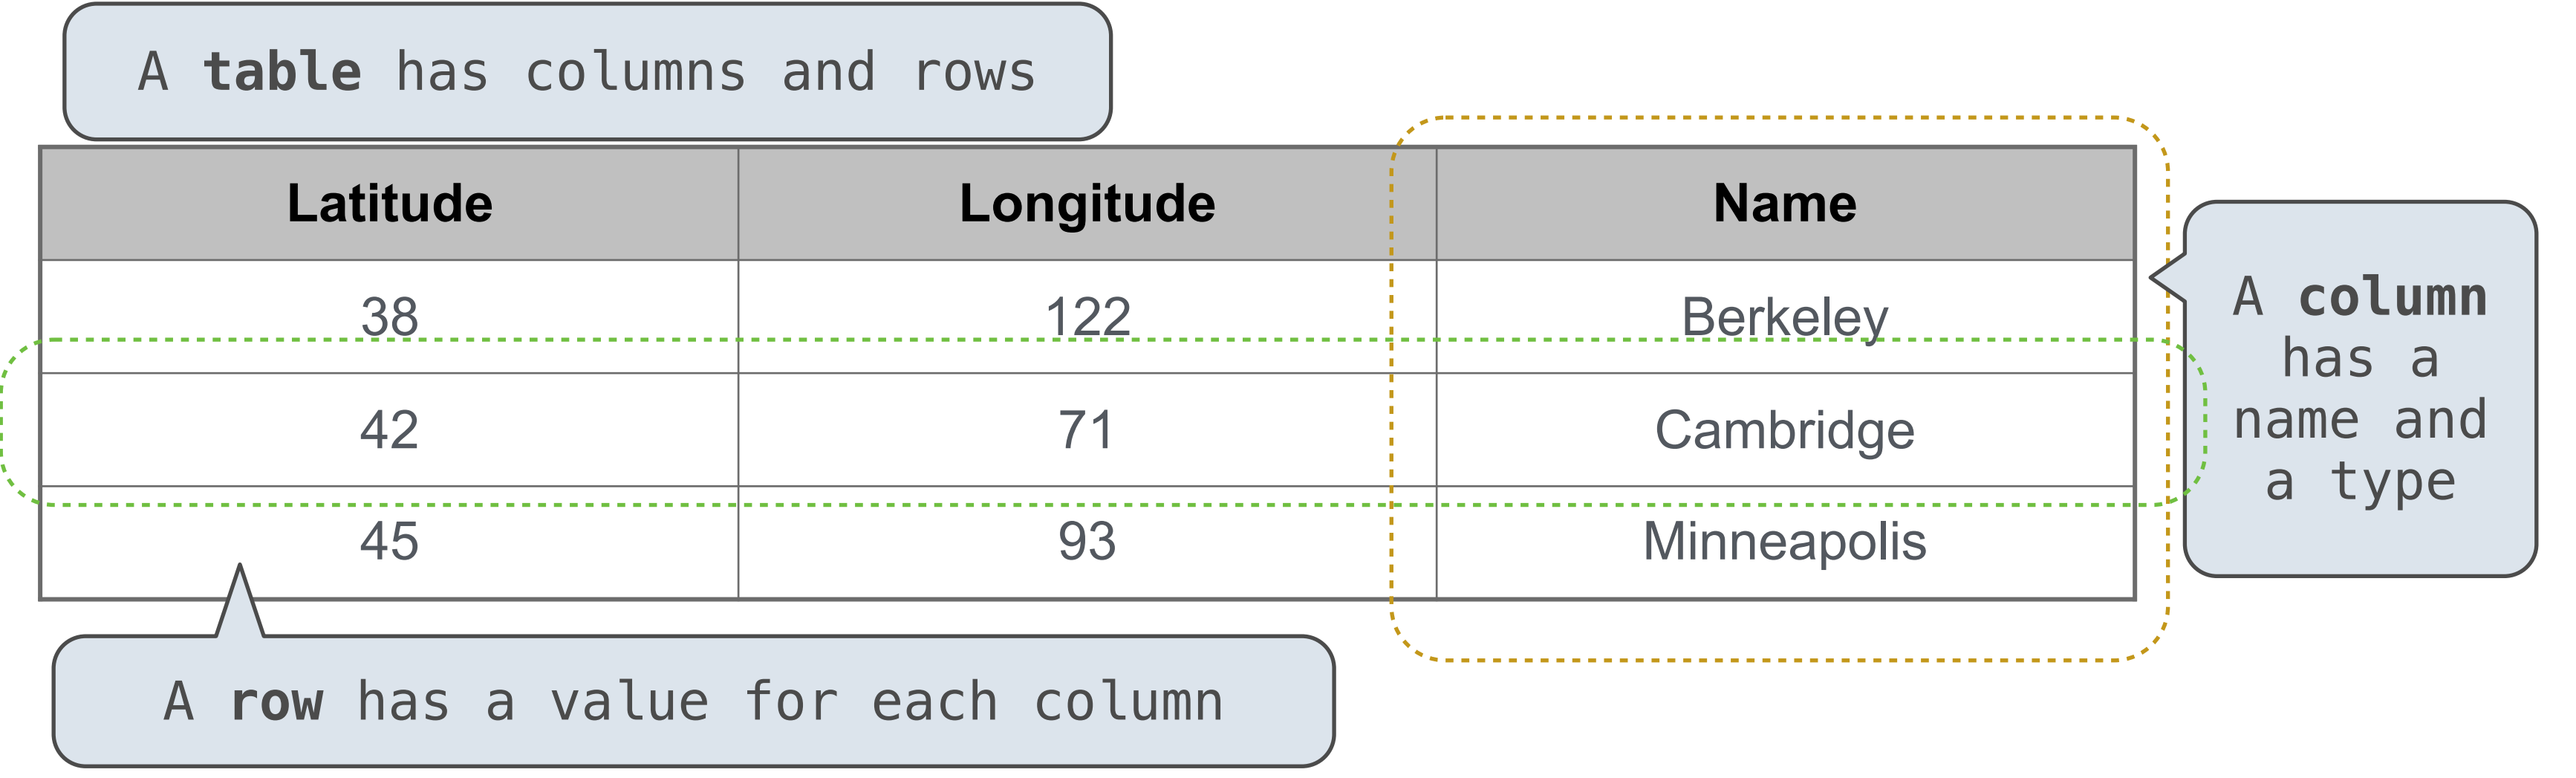 A table has columns and rows
Latitude Longitude Name
38 122 Berkeley
42 71 Cambridge
45 93 Minneapolis
A column
has a
name and
a type
A row has a value for each column